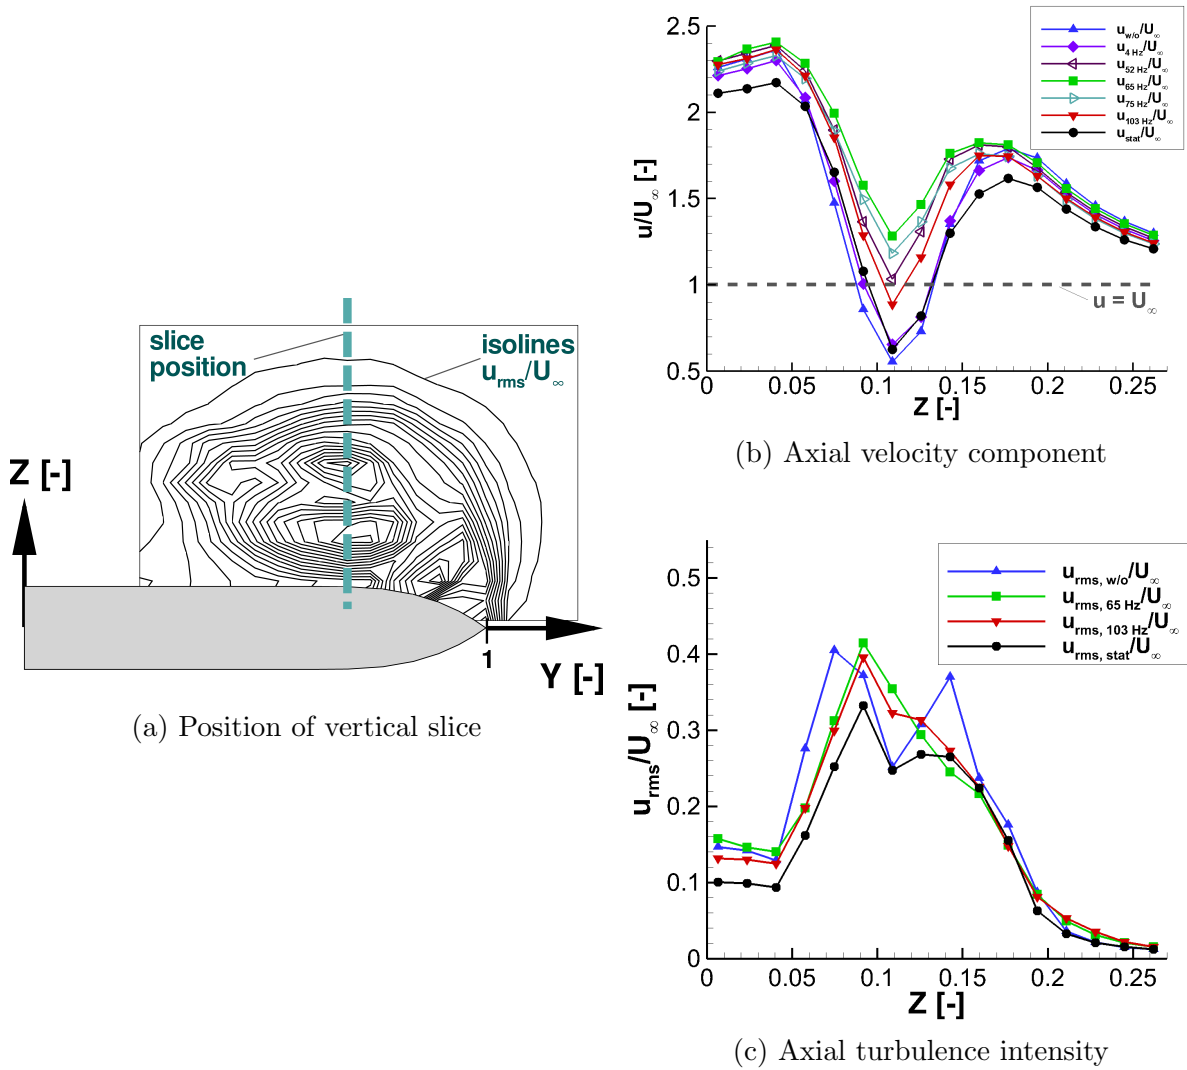 slice
position
isolines
u_rms/U_∞
Z [-]
1
Y [-]
(a) Position of vertical slice
2.5
2
1.5
1
0.5
u/U_∞ [-]
u_w/o/U_∞
u_4 Hz/U_∞
u_52 Hz/U_∞
u_65 Hz/U_∞
u_75 Hz/U_∞
u_103 Hz/U_∞
u_stat/U_∞
u = U_∞
0 0.05 0.1 0.15 0.2 0.25
Z [-]
(b) Axial velocity component
0.5
0.4
0.3
0.2
0.1
0
u_rms/U_∞ [-]
u_rms, w/o/U_∞
u_rms, 65 Hz/U_∞
u_rms, 103 Hz/U_∞
u_rms, stat/U_∞
0 0.05 0.1 0.15 0.2 0.25
Z [-]
(c) Axial turbulence intensity